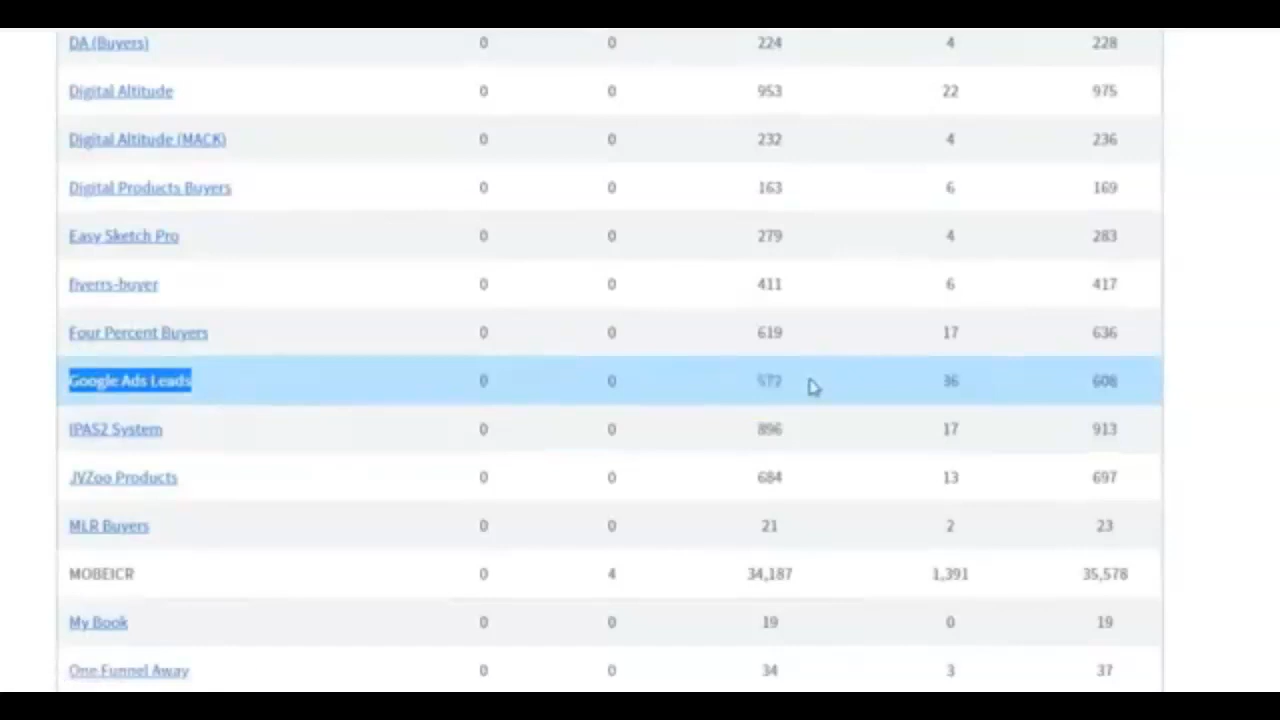 DA (Buyers) 0 0 224 4 228
Digital Altitude 0 0 953 22 975
Digital Altitude (MACK) 0 0 232 4 236
Digital Products Buyers 0 0 163 6 169
Easy Sketch Pro 0 0 279 4 283
fiverrs-buyer 0 0 411 6 417
Four Percent Buyers 0 0 619 17 636
Google Ads Leads 0 0 572 36 608
IPAS2 System 0 0 896 17 913
JVZoo Products 0 0 684 13 697
MLR Buyers 0 0 21 2 23
MOBEICR 0 4 34,187 1,391 35,578
My Book 0 0 19 0 19
One Funnel Away 0 0 34 3 37